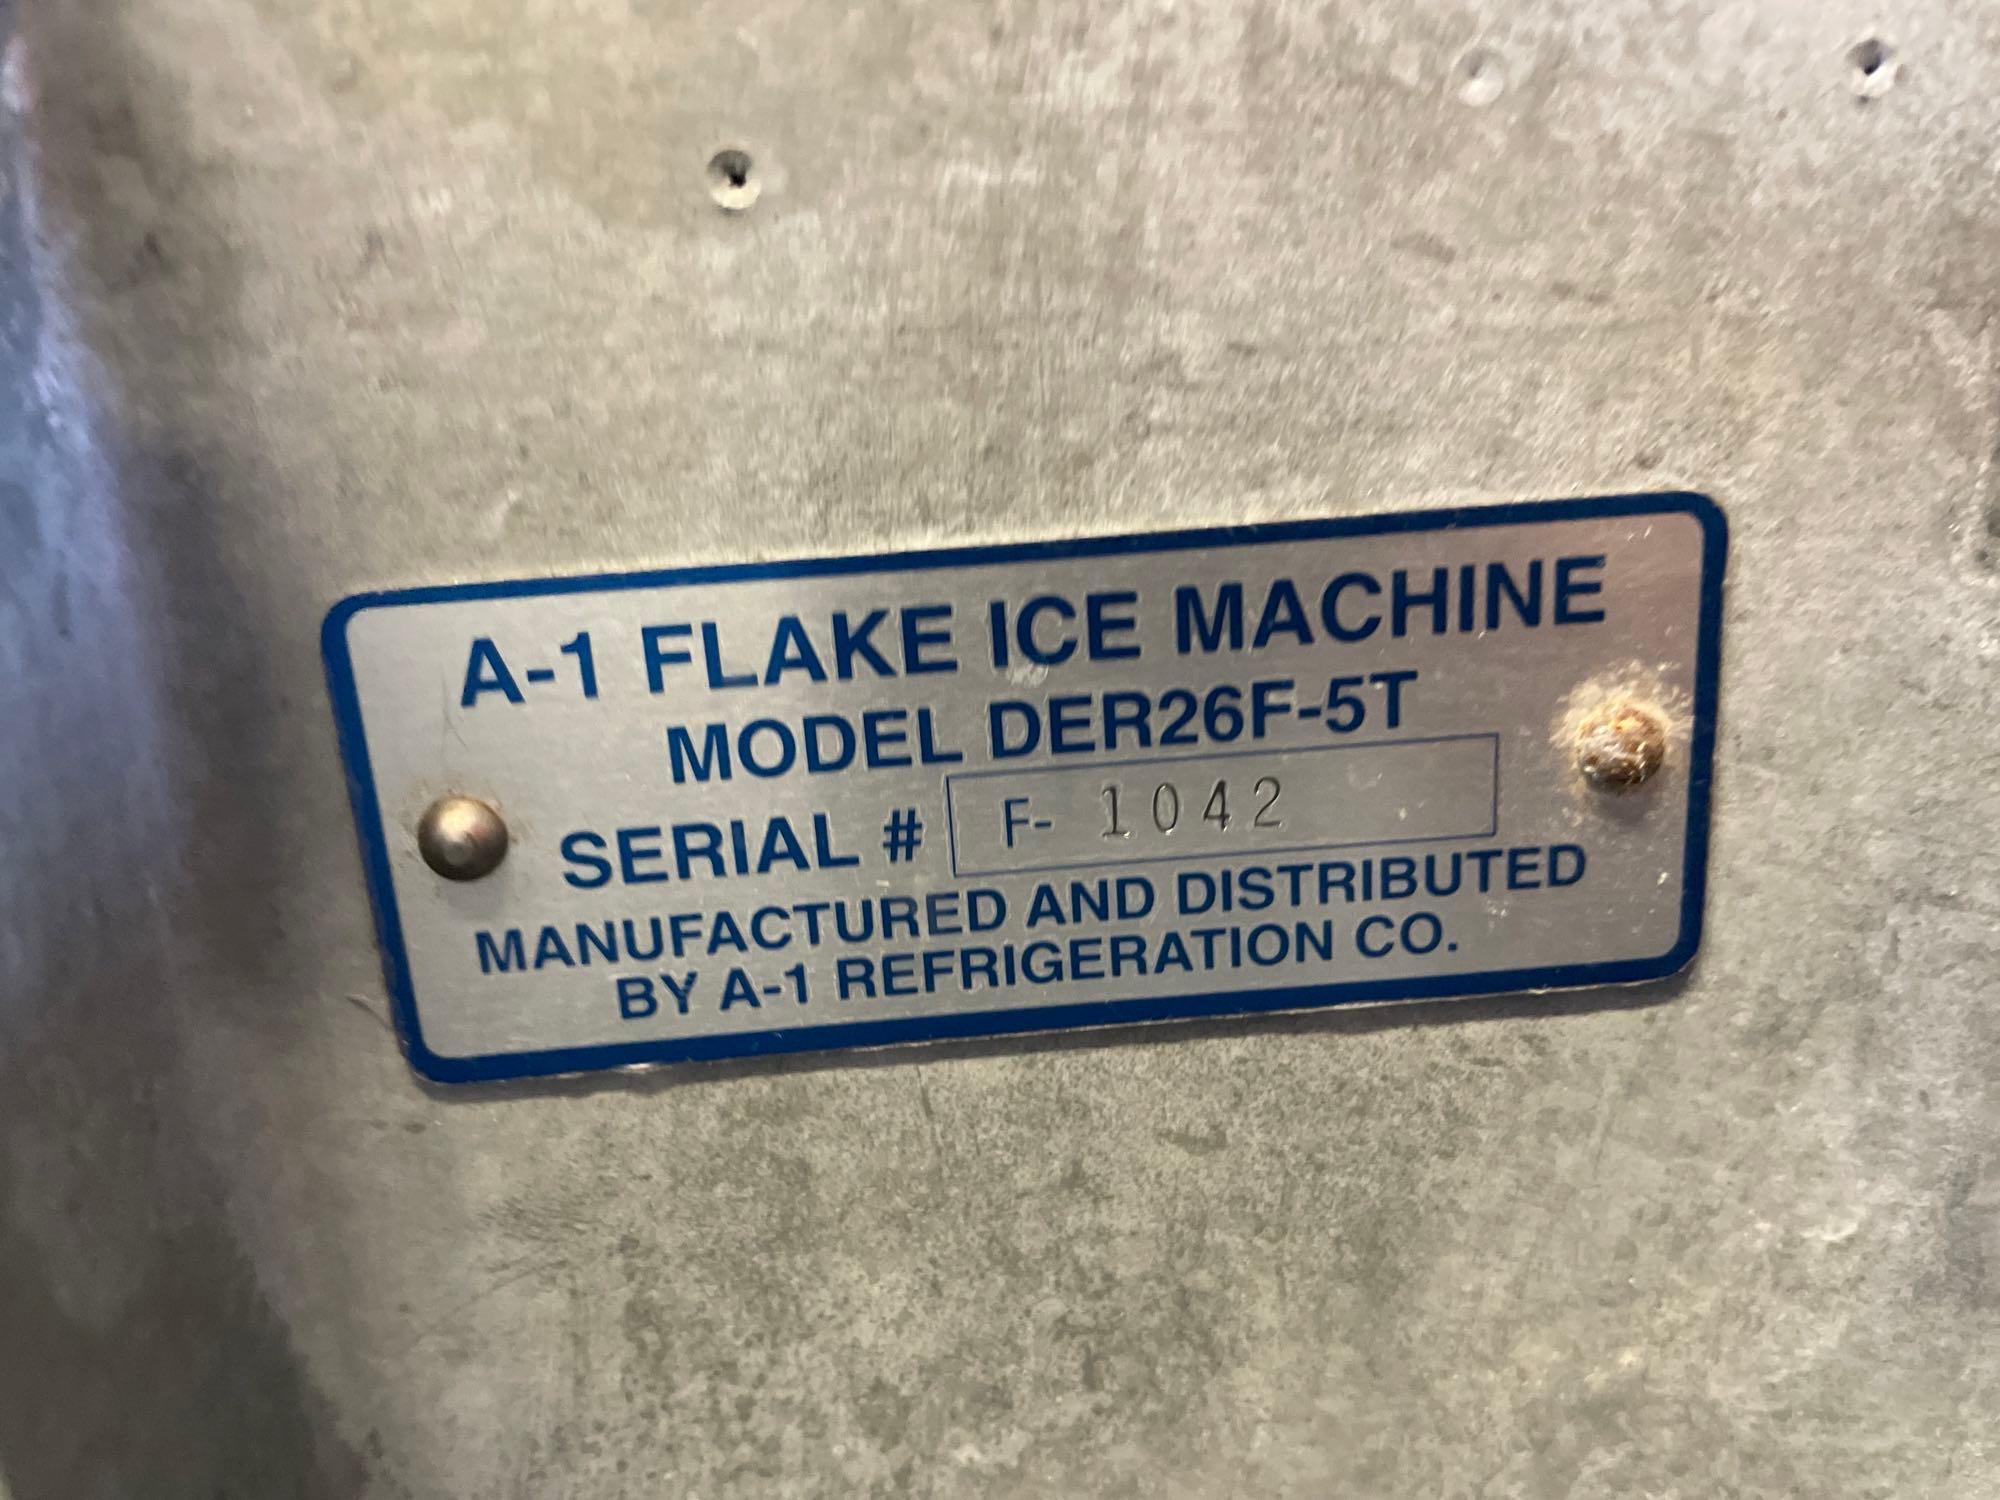 A-1 FLAKE ICE MACHINE
MODEL DER26F-5T
SERIAL # F- 1042
MANUFACTURED AND DISTRIBUTED
BY A-1 REFRIGERATION CO.